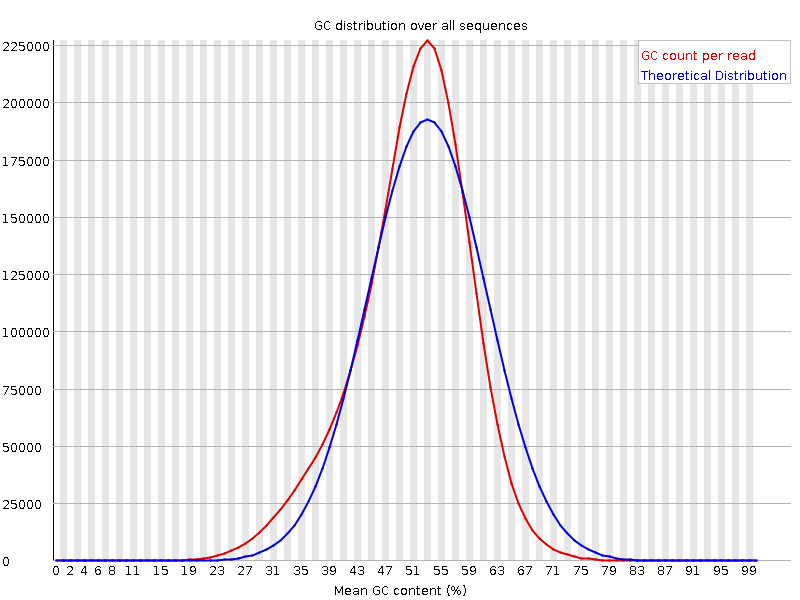 GC distribution over all sequences
GC count per read
Theoretical Distribution
225000
200000
175000
150000
125000
100000
75000
50000
25000
0
0 2 4 6 8 11 15 19 23 27 31 35 39 43 47 51 55 59 63 67 71 75 79 83 87 91 95 99
Mean GC content (%)